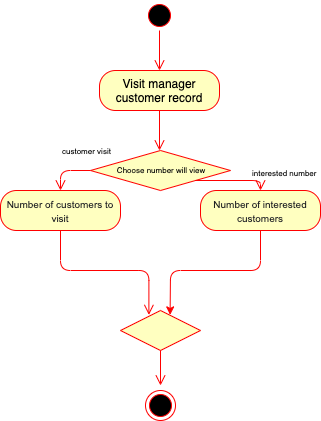 Visit manager
customer record
customer visit
Choose number will view
interested number
Number of customers to
visit
Number of interested
customers